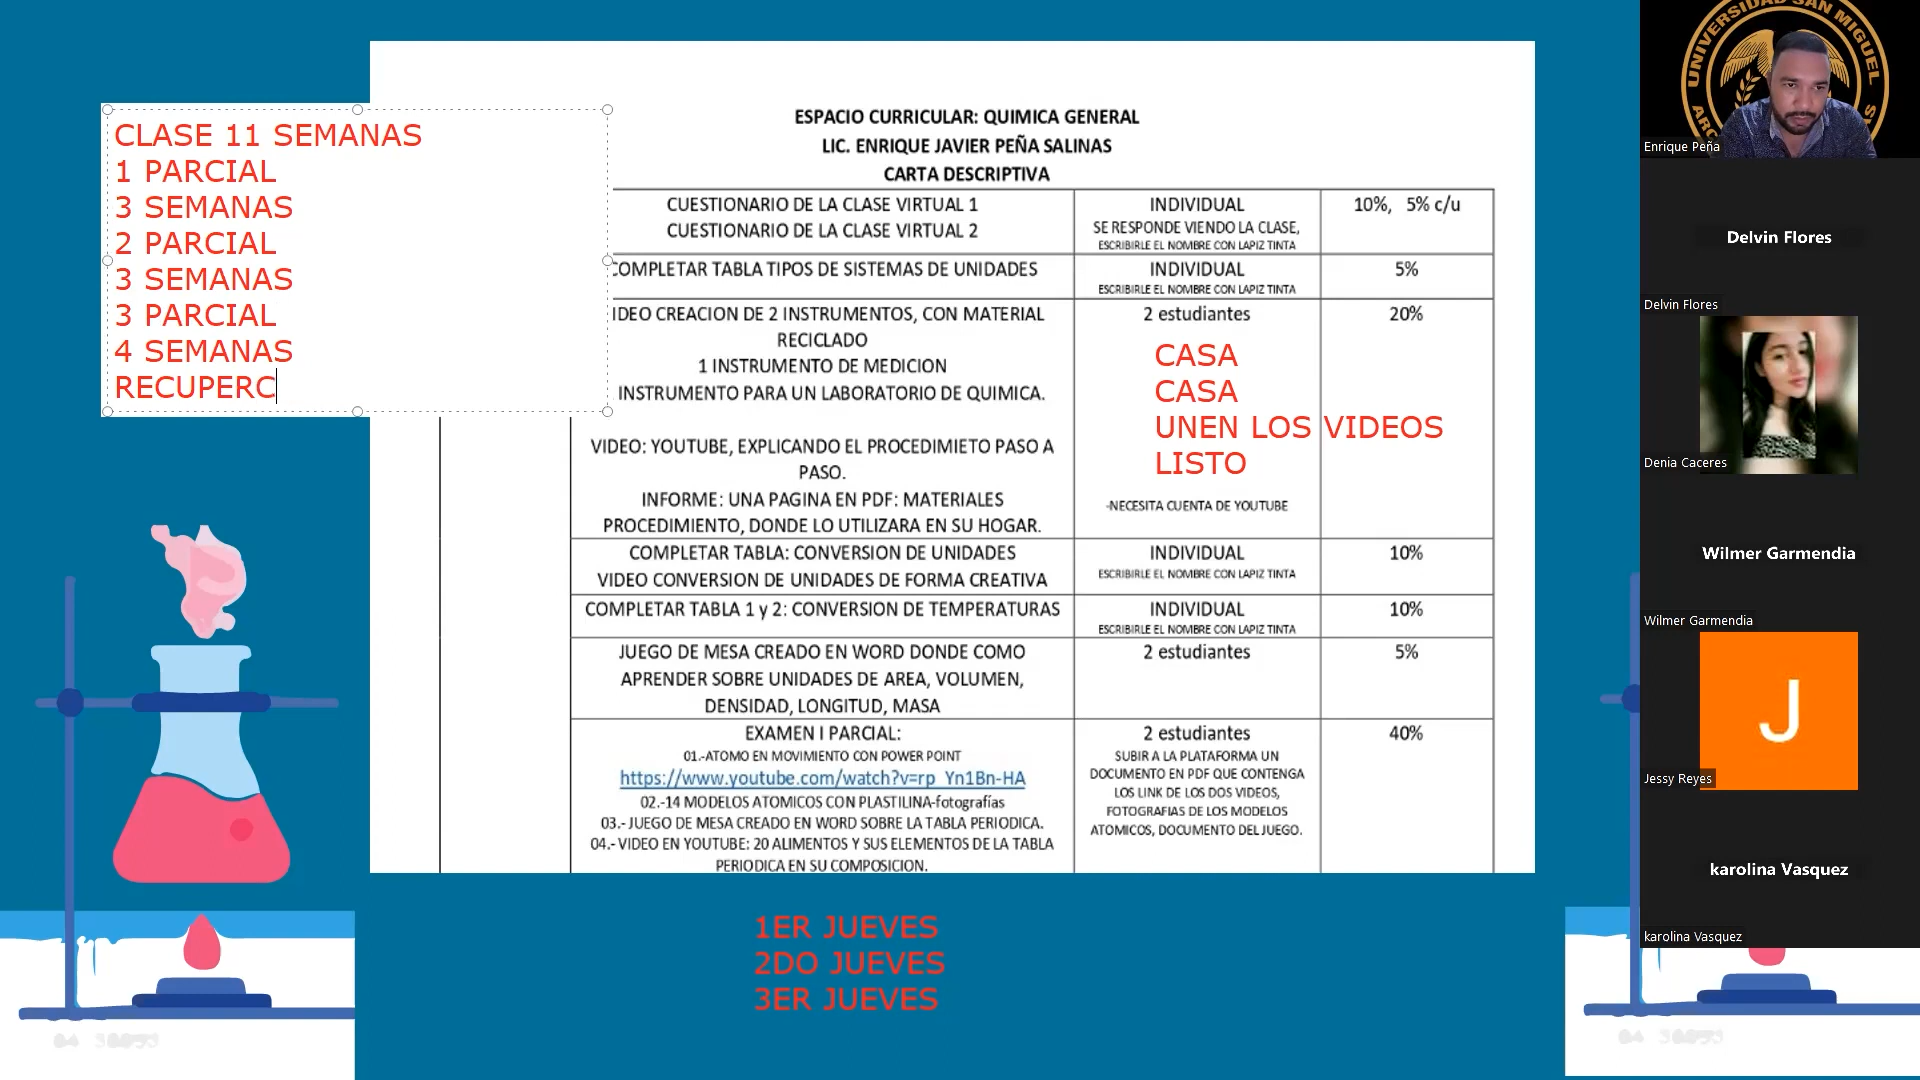 CLASE 11 SEMANAS
1 PARCIAL
3 SEMANAS
2 PARCIAL
3 SEMANAS
3 PARCIAL
4 SEMANAS
RECUPERC
ESPACIO CURRICULAR: QUIMICA GENERAL
LIC. ENRIQUE JAVIER PEÑA SALINAS
CARTA DESCRIPTIVA
CUESTIONARIO DE LA CLASE VIRTUAL 1
CUESTIONARIO DE LA CLASE VIRTUAL 2
INDIVIDUAL
SE RESPONDE VIENDO LA CLASE,
ESCRIBIRLE EL NOMBRE CON LAPIZ TINTA
10%, 5% c/u
COMPLETAR TABLA TIPOS DE SISTEMAS DE UNIDADES
INDIVIDUAL
ESCRIBIRLE EL NOMBRE CON LAPIZ TINTA
5%
IDEO CREACION DE 2 INSTRUMENTOS, CON MATERIAL
RECICLADO
1 INSTRUMENTO DE MEDICION
INSTRUMENTO PARA UN LABORATORIO DE QUIMICA.
VIDEO: YOUTUBE, EXPLICANDO EL PROCEDIMIETO PASO A
PASO.
INFORME: UNA PAGINA EN PDF: MATERIALES
PROCEDIMIENTO, DONDE LO UTILIZARA EN SU HOGAR.
2 estudiantes
CASA
CASA
UNEN LOS VIDEOS
LISTO
-NECESITA CUENTA DE YOUTUBE
20%
COMPLETAR TABLA: CONVERSION DE UNIDADES
VIDEO CONVERSION DE UNIDADES DE FORMA CREATIVA
INDIVIDUAL
ESCRIBIRLE EL NOMBRE CON LAPIZ TINTA
10%
COMPLETAR TABLA 1 y 2: CONVERSION DE TEMPERATURAS
INDIVIDUAL
ESCRIBIRLE EL NOMBRE CON LAPIZ TINTA
10%
JUEGO DE MESA CREADO EN WORD DONDE COMO
APRENDER SOBRE UNIDADES DE AREA, VOLUMEN,
DENSIDAD, LONGITUD, MASA
2 estudiantes
5%
EXAMEN I PARCIAL:
01.-ATOMO EN MOVIMIENTO CON POWER POINT
https://www.youtube.com/watch?v=rp_Yn1Bn-HA
02.-14 MODELOS ATOMICOS CON PLASTILINA-fotografías
03.- JUEGO DE MESA CREADO EN WORD SOBRE LA TABLA PERIODICA.
04.- VIDEO EN YOUTUBE: 20 ALIMENTOS Y SUS ELEMENTOS DE LA TABLA
PERIODICA EN SU COMPOSICION.
2 estudiantes
SUBIR A LA PLATAFORMA UN
DOCUMENTO EN PDF QUE CONTENGA
LOS LINK DE LOS DOS VIDEOS,
FOTOGRAFIAS DE LOS MODELOS
ATOMICOS, DOCUMENTO DEL JUEGO.
40%
1ER JUEVES
2DO JUEVES
3ER JUEVES
UNIVERSIDAD SAN MIGUEL
Enrique Peña
Delvin Flores
Delvin Flores
Denia Caceres
Wilmer Garmendia
Wilmer Garmendia
J
Jessy Reyes
karolina Vasquez
karolina Vasquez